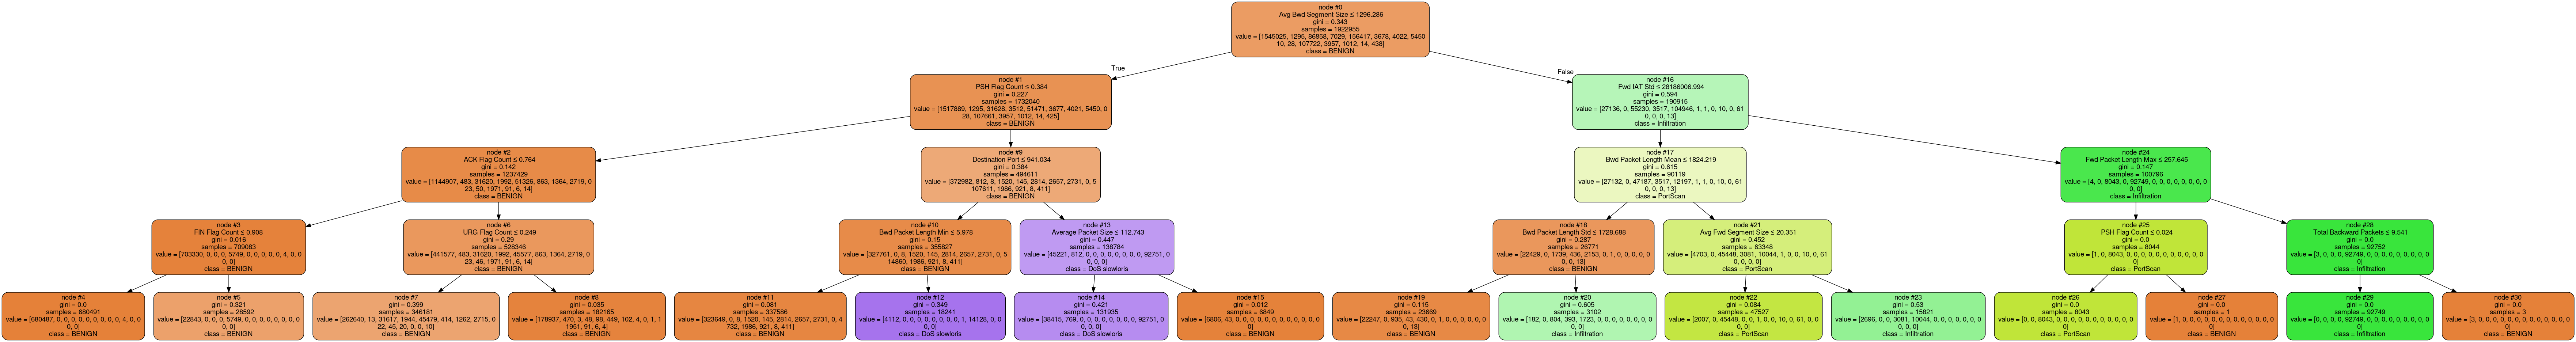 node #0
Avg Bwd Segment Size ≤ 1296.286
gini = 0.343
samples = 1922955
value = [1545025, 1295, 86858, 7029, 156417, 3678, 4022, 5450
10, 28, 107722, 3957, 1012, 14, 438]
class = BENIGN
True
False
node #1
PSH Flag Count ≤ 0.384
gini = 0.227
samples = 1732040
value = [1517889, 1295, 31628, 3512, 51471, 3677, 4021, 5450, 0
28, 107661, 3957, 1012, 14, 425]
class = BENIGN
node #16
Fwd IAT Std ≤ 28186006.994
gini = 0.594
samples = 190915
value = [27136, 0, 55230, 3517, 104946, 1, 1, 0, 10, 0, 61
0, 0, 0, 13]
class = Infiltration
node #2
ACK Flag Count ≤ 0.764
gini = 0.142
samples = 1237429
value = [1144907, 483, 31620, 1992, 51326, 863, 1364, 2719, 0
23, 50, 1971, 91, 6, 14]
class = BENIGN
node #9
Destination Port ≤ 941.034
gini = 0.384
samples = 494611
value = [372982, 812, 8, 1520, 145, 2814, 2657, 2731, 0, 5
107611, 1986, 921, 8, 411]
class = BENIGN
node #17
Bwd Packet Length Mean ≤ 1824.219
gini = 0.615
samples = 90119
value = [27132, 0, 47187, 3517, 12197, 1, 1, 0, 10, 0, 61
0, 0, 0, 13]
class = PortScan
node #24
Fwd Packet Length Max ≤ 257.645
gini = 0.147
samples = 100796
value = [4, 0, 8043, 0, 92749, 0, 0, 0, 0, 0, 0, 0, 0
0, 0]
class = Infiltration
node #3
FIN Flag Count ≤ 0.908
gini = 0.016
samples = 709083
value = [703330, 0, 0, 0, 5749, 0, 0, 0, 0, 0, 4, 0, 0
0, 0]
class = BENIGN
node #6
URG Flag Count ≤ 0.249
gini = 0.29
samples = 528346
value = [441577, 483, 31620, 1992, 45577, 863, 1364, 2719, 0
23, 46, 1971, 91, 6, 14]
class = BENIGN
node #10
Bwd Packet Length Min ≤ 5.978
gini = 0.15
samples = 355827
value = [327761, 0, 8, 1520, 145, 2814, 2657, 2731, 0, 5
14860, 1986, 921, 8, 411]
class = BENIGN
node #13
Average Packet Size ≤ 112.743
gini = 0.447
samples = 138784
value = [45221, 812, 0, 0, 0, 0, 0, 0, 0, 0, 92751, 0
0, 0, 0]
class = DoS slowloris
node #18
Bwd Packet Length Std ≤ 1728.688
gini = 0.287
samples = 26771
value = [22429, 0, 1739, 436, 2153, 0, 1, 0, 0, 0, 0, 0
0, 0, 13]
class = BENIGN
node #21
Avg Fwd Segment Size ≤ 20.351
gini = 0.452
samples = 63348
value = [4703, 0, 45448, 3081, 10044, 1, 0, 0, 10, 0, 61
0, 0, 0, 0]
class = PortScan
node #25
PSH Flag Count ≤ 0.024
gini = 0.0
samples = 8044
value = [1, 0, 8043, 0, 0, 0, 0, 0, 0, 0, 0, 0, 0, 0
0]
class = PortScan
node #28
Total Backward Packets ≤ 9.541
gini = 0.0
samples = 92752
value = [3, 0, 0, 0, 92749, 0, 0, 0, 0, 0, 0, 0, 0, 0
0]
class = Infiltration
node #4
gini = 0.0
samples = 680491
value = [680487, 0, 0, 0, 0, 0, 0, 0, 0, 0, 4, 0, 0
0, 0]
class = BENIGN
node #5
gini = 0.321
samples = 28592
value = [22843, 0, 0, 0, 5749, 0, 0, 0, 0, 0, 0, 0, 0
0, 0]
class = BENIGN
node #7
gini = 0.399
samples = 346181
value = [262640, 13, 31617, 1944, 45479, 414, 1262, 2715, 0
22, 45, 20, 0, 0, 10]
class = BENIGN
node #8
gini = 0.035
samples = 182165
value = [178937, 470, 3, 48, 98, 449, 102, 4, 0, 1, 1
1951, 91, 6, 4]
class = BENIGN
node #11
gini = 0.081
samples = 337586
value = [323649, 0, 8, 1520, 145, 2814, 2657, 2731, 0, 4
732, 1986, 921, 8, 411]
class = BENIGN
node #12
gini = 0.349
samples = 18241
value = [4112, 0, 0, 0, 0, 0, 0, 0, 0, 1, 14128, 0, 0
0, 0]
class = DoS slowloris
node #14
gini = 0.421
samples = 131935
value = [38415, 769, 0, 0, 0, 0, 0, 0, 0, 0, 92751, 0
0, 0, 0]
class = DoS slowloris
node #15
gini = 0.012
samples = 6849
value = [6806, 43, 0, 0, 0, 0, 0, 0, 0, 0, 0, 0, 0, 0
0]
class = BENIGN
node #19
gini = 0.115
samples = 23669
value = [22247, 0, 935, 43, 430, 0, 1, 0, 0, 0, 0, 0, 0
0, 13]
class = BENIGN
node #20
gini = 0.605
samples = 3102
value = [182, 0, 804, 393, 1723, 0, 0, 0, 0, 0, 0, 0, 0
0, 0]
class = Infiltration
node #22
gini = 0.084
samples = 47527
value = [2007, 0, 45448, 0, 0, 1, 0, 0, 10, 0, 61, 0, 0
0, 0]
class = PortScan
node #23
gini = 0.53
samples = 15821
value = [2696, 0, 0, 3081, 10044, 0, 0, 0, 0, 0, 0, 0
0, 0, 0]
class = Infiltration
node #26
gini = 0.0
samples = 8043
value = [0, 0, 8043, 0, 0, 0, 0, 0, 0, 0, 0, 0, 0, 0
0]
class = PortScan
node #27
gini = 0.0
samples = 1
value = [1, 0, 0, 0, 0, 0, 0, 0, 0, 0, 0, 0, 0, 0
0]
class = BENIGN
node #29
gini = 0.0
samples = 92749
value = [0, 0, 0, 0, 92749, 0, 0, 0, 0, 0, 0, 0, 0, 0
0]
class = Infiltration
node #30
gini = 0.0
samples = 3
value = [3, 0, 0, 0, 0, 0, 0, 0, 0, 0, 0, 0, 0, 0
0]
class = BENIGN